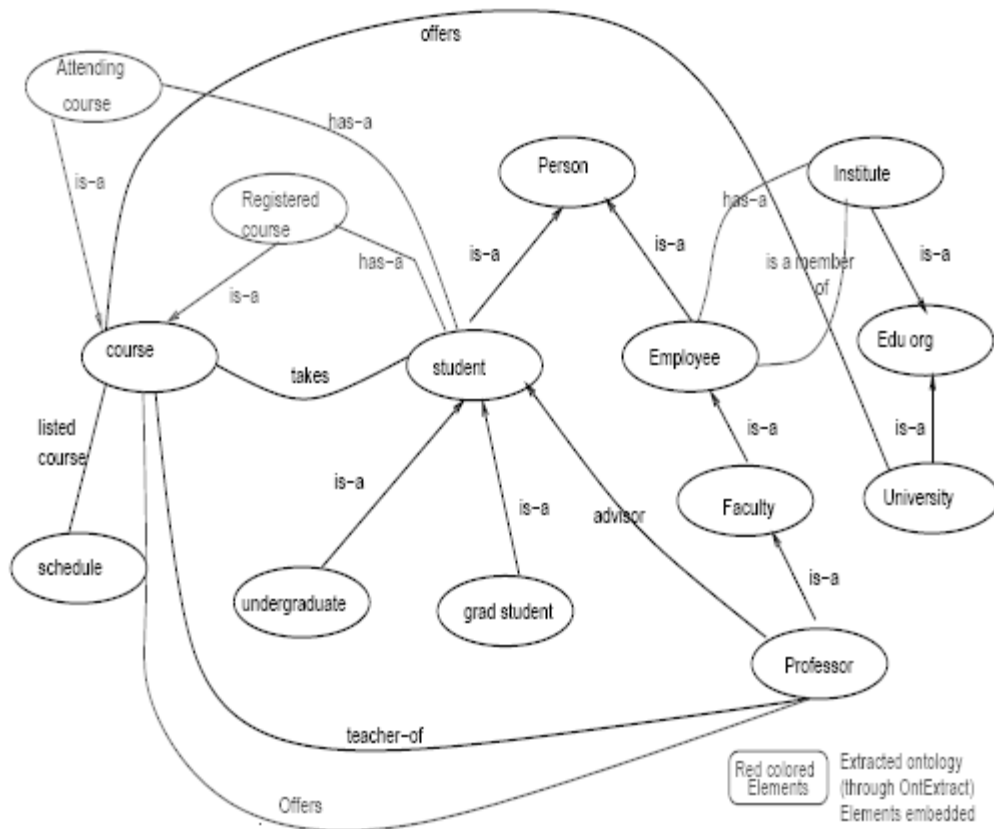 offers
Attending
course
has-a
is-a
Person
Institute
Registered
course
has-a
is-a
is-a
is-a
has-a
is a member
of
is-a
course
takes
student
Employee
Edu org
listed
course
is-a
is-a
is-a
is-a
advisor
Faculty
University
schedule
undergraduate
grad student
is-a
Professor
teacher-of
Offers
Red colored
Elements
Extracted ontology
(through OntExtract)
Elements embedded